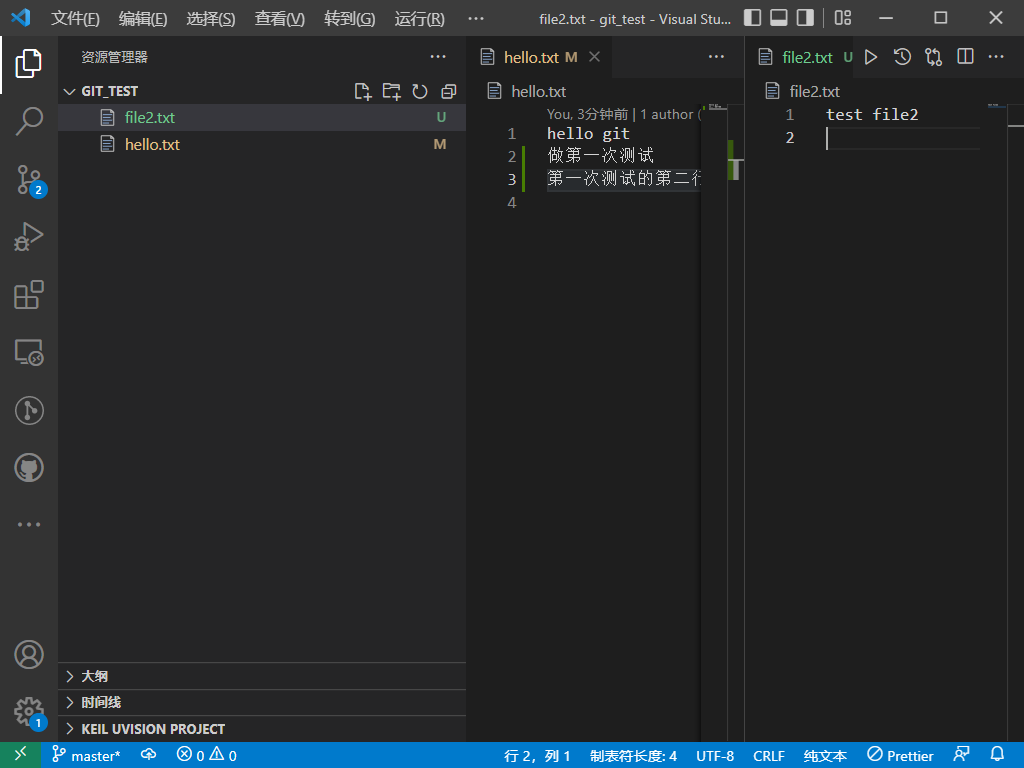 文件(F) 编辑(E) 选择(S) 查看(V) 转到(G) 运行(R) ··· file2.txt - git_test - Visual Stu...
资源管理器 ···
GIT_TEST
file2.txt U
hello.txt M
大纲
时间线
KEIL UVISION PROJECT
2
1
hello.txt M ···
hello.txt
You, 3分钟前 | 1 author (
1 hello git
2 做第一次测试
3 第一次测试的第二行
4
file2.txt U ···
file2.txt
1 test file2
2
master* 0 0 行 2，列 1 制表符长度: 4 UTF-8 CRLF 纯文本 Prettier